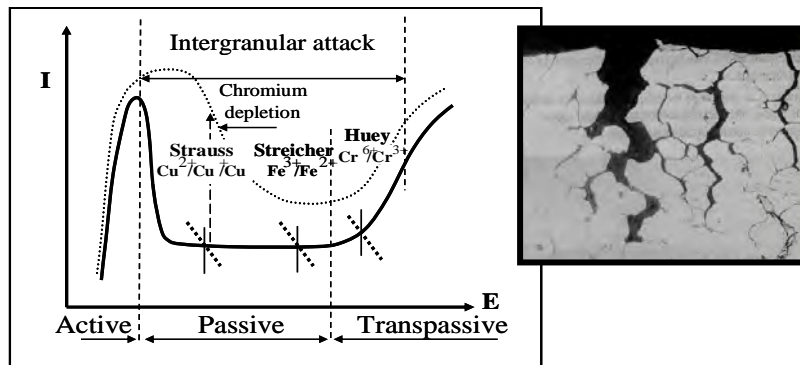 Intergranular attack
I
Chromium
depletion
Strauss
Cu²⁺/Cu⁺/Cu
Streicher
Fe³⁺/Fe²⁺
Huey
Cr⁶⁺/Cr³⁺
E
Active Passive Transpassive